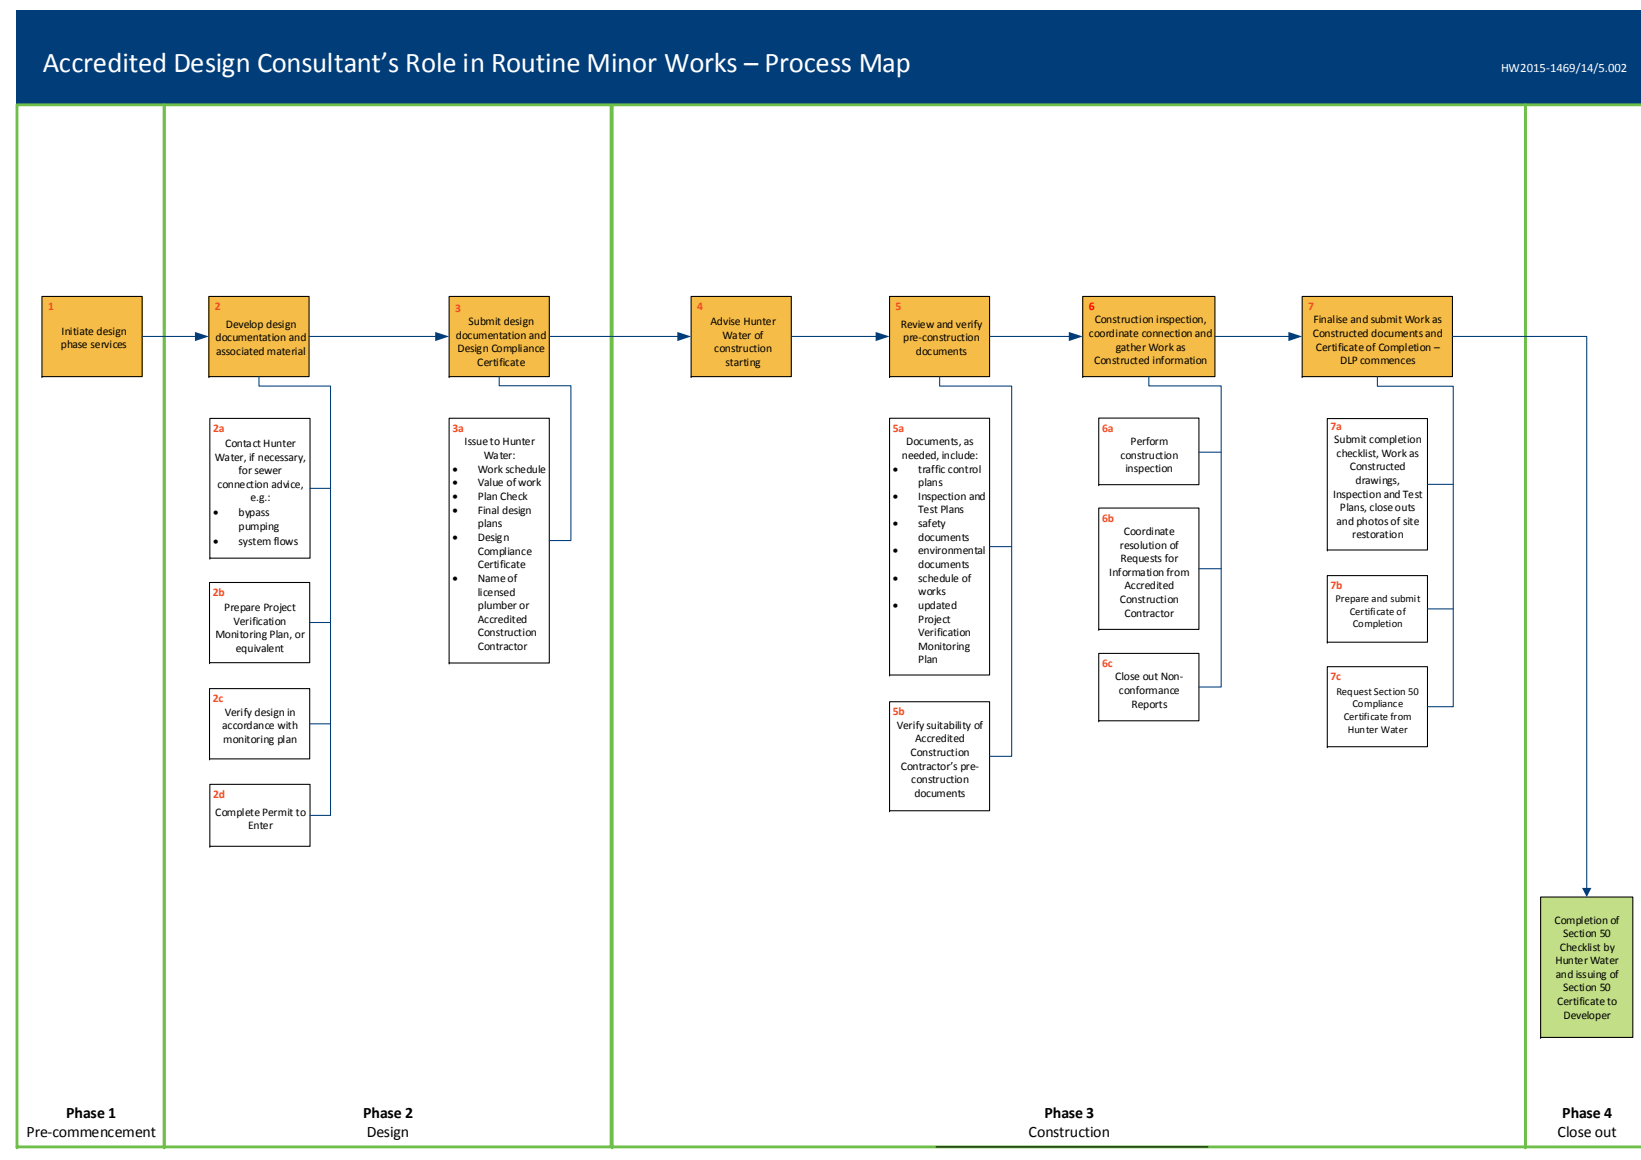 Accredited Design Consultant's Role in Routine Minor Works – Process Map
HW2015-1469/14/5.002
1
Initiate design
phase services
2
Develop design
documentation and
associated material
3
Submit design
documentation and
Design Compliance
Certificate
4
Advise Hunter
Water of
construction
starting
5
Review and verify
pre-construction
documents
6
Construction inspection,
coordinate connection and
gather Work as
Constructed information
7
Finalise and submit Work as
Constructed documents and
Certificate of Completion –
DLP commences
2a
Contact Hunter
Water, if necessary,
for sewer
connection advice,
e.g.:
• bypass
pumping
• system flows
2b
Prepare Project
Verification
Monitoring Plan, or
equivalent
2c
Verify design in
accordance with
monitoring plan
2d
Complete Permit to
Enter
3a
Issue to Hunter
Water:
• Work schedule
• Value of work
• Plan Check
• Final design
plans
• Design
Compliance
Certificate
• Name of
licensed
plumber or
Accredited
Construction
Contractor
5a
Documents, as
needed, include:
• traffic control
plans
• Inspection and
Test Plans
• safety
documents
• environmental
documents
• schedule of
works
• updated
Project
Verification
Monitoring
Plan
5b
Verify suitability of
Accredited
Construction
Contractor's pre-
construction
documents
6a
Perform
construction
inspection
6b
Coordinate
resolution of
Requests for
Information from
Accredited
Construction
Contractor
6c
Close out Non-
conformance
Reports
7a
Submit completion
checklist, Work as
Constructed
drawings,
Inspection and Test
Plans, close outs
and photos of site
restoration
7b
Prepare and submit
Certificate of
Completion
7c
Request Section 50
Compliance
Certificate from
Hunter Water
Completion of
Section 50
Checklist by
Hunter Water
and issuing of
Section 50
Certificate to
Developer
Phase 1
Pre-commencement
Phase 2
Design
Phase 3
Construction
Phase 4
Close out